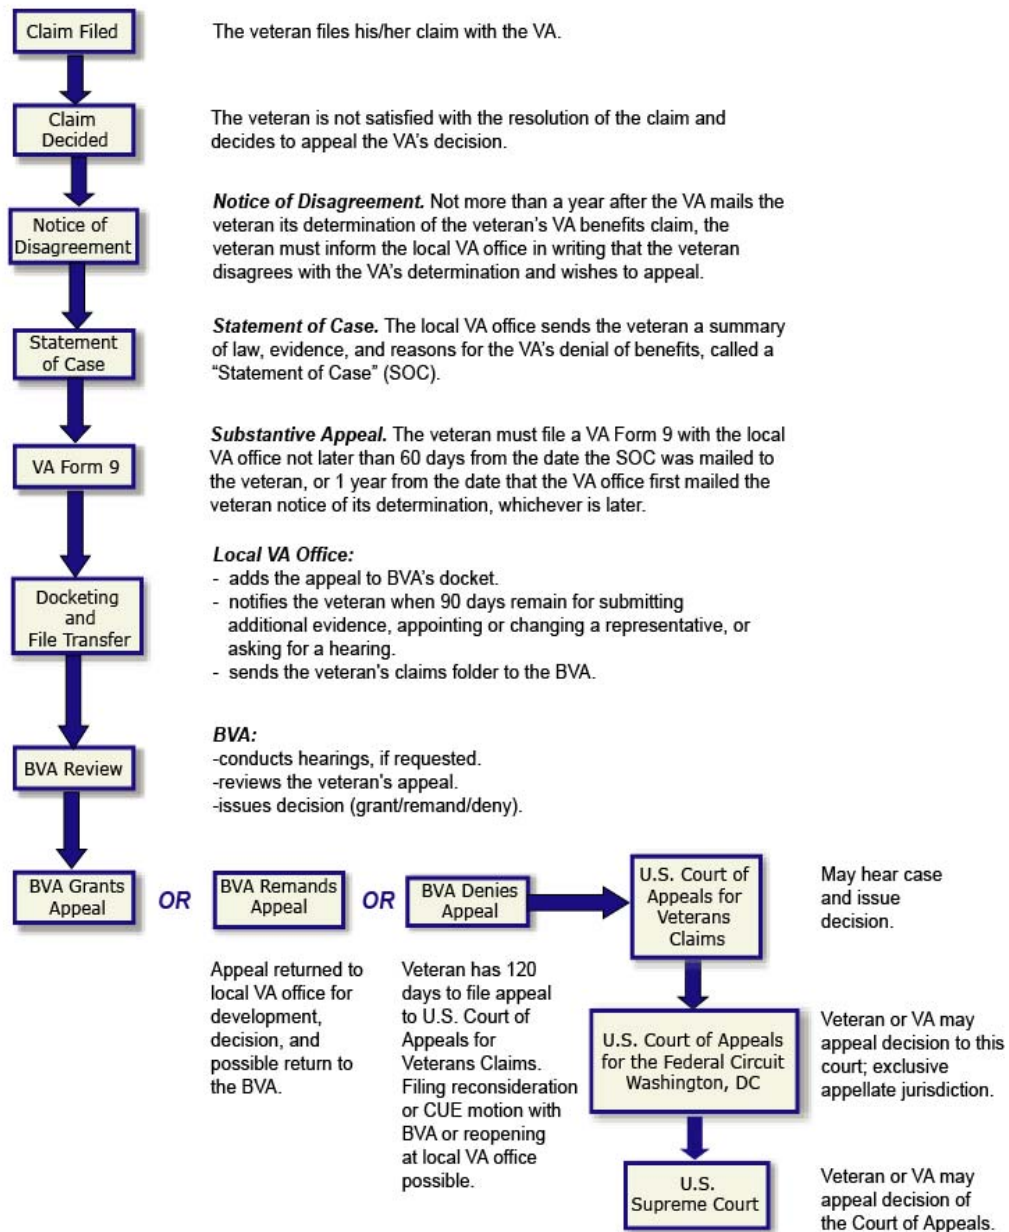 Claim Filed
The veteran files his/her claim with the VA.
Claim
Decided
The veteran is not satisfied with the resolution of the claim and
decides to appeal the VA's decision.
Notice of
Disagreement
Notice of Disagreement. Not more than a year after the VA mails the
veteran its determination of the veteran's VA benefits claim, the
veteran must inform the local VA office in writing that the veteran
disagrees with the VA's determination and wishes to appeal.
Statement
of Case
Statement of Case. The local VA office sends the veteran a summary
of law, evidence, and reasons for the VA's denial of benefits, called a
“Statement of Case” (SOC).
VA Form 9
Substantive Appeal. The veteran must file a VA Form 9 with the local
VA office not later than 60 days from the date the SOC was mailed to
the veteran, or 1 year from the date that the VA office first mailed the
veteran notice of its determination, whichever is later.
Docketing
and
File Transfer
Local VA Office:
- adds the appeal to BVA's docket.
- notifies the veteran when 90 days remain for submitting
additional evidence, appointing or changing a representative, or
asking for a hearing.
- sends the veteran's claims folder to the BVA.
BVA Review
BVA:
-conducts hearings, if requested.
-reviews the veteran's appeal.
-issues decision (grant/remand/deny).
BVA Grants
Appeal
OR
BVA Remands
Appeal
OR
BVA Denies
Appeal
U.S. Court of
Appeals for
Veterans
Claims
May hear case
and issue
decision.
Appeal returned to
local VA office for
development,
decision, and
possible return to
the BVA.
Veteran has 120
days to file appeal
to U.S. Court of
Appeals for
Veterans Claims.
Filing reconsideration
or CUE motion with
BVA or reopening
at local VA office
possible.
U.S. Court of Appeals
for the Federal Circuit
Washington, DC
Veteran or VA may
appeal decision to this
court; exclusive
appellate jurisdiction.
U.S.
Supreme Court
Veteran or VA may
appeal decision of
the Court of Appeals.